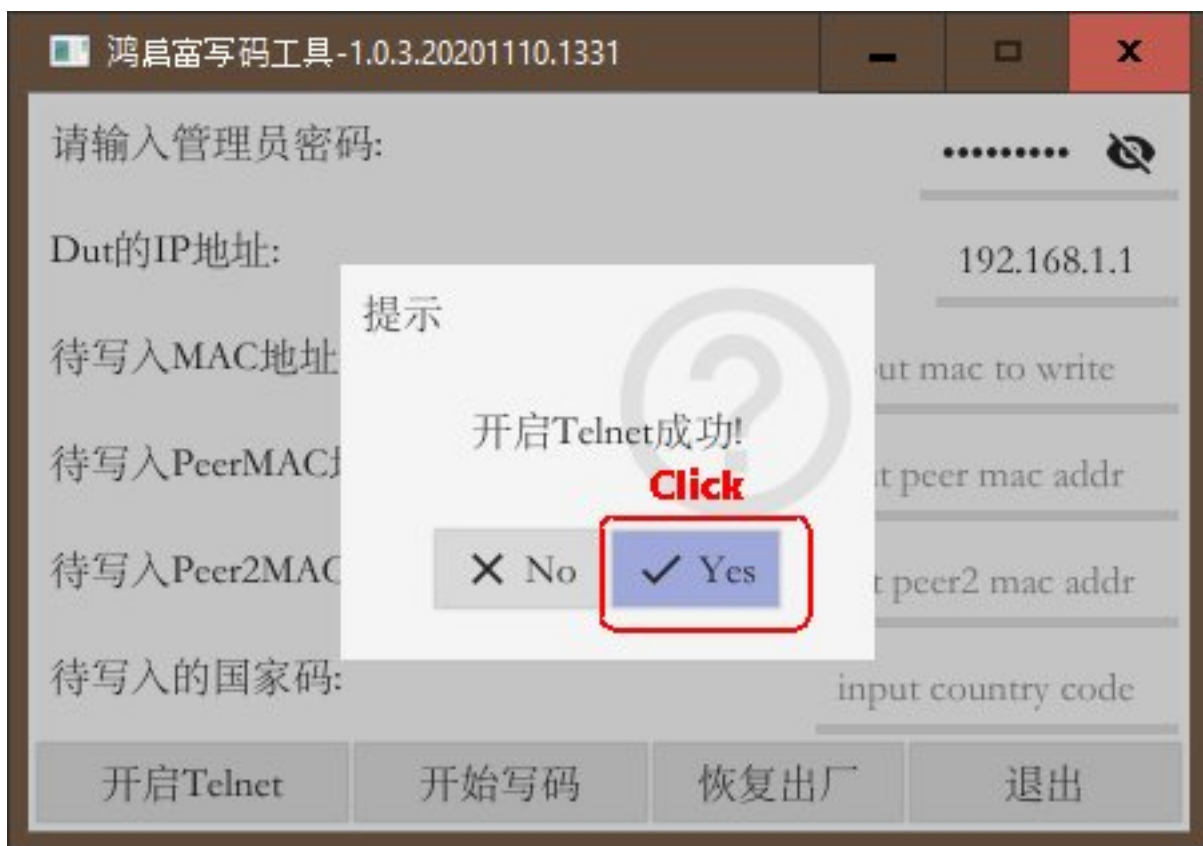 鸿启富写码工具-1.0.3.20201110.1331
请输入管理员密码:
•••••••••
Dut的IP地址:
192.168.1.1
提示
待写入MAC地址
mac to write
开启Telnet成功!
待写入PeerMAC
peer mac addr
Click
No
Yes
待写入Peer2MAC
peer2 mac addr
待写入的国家码:
input country code
开启Telnet
开始写码
恢复出厂
退出